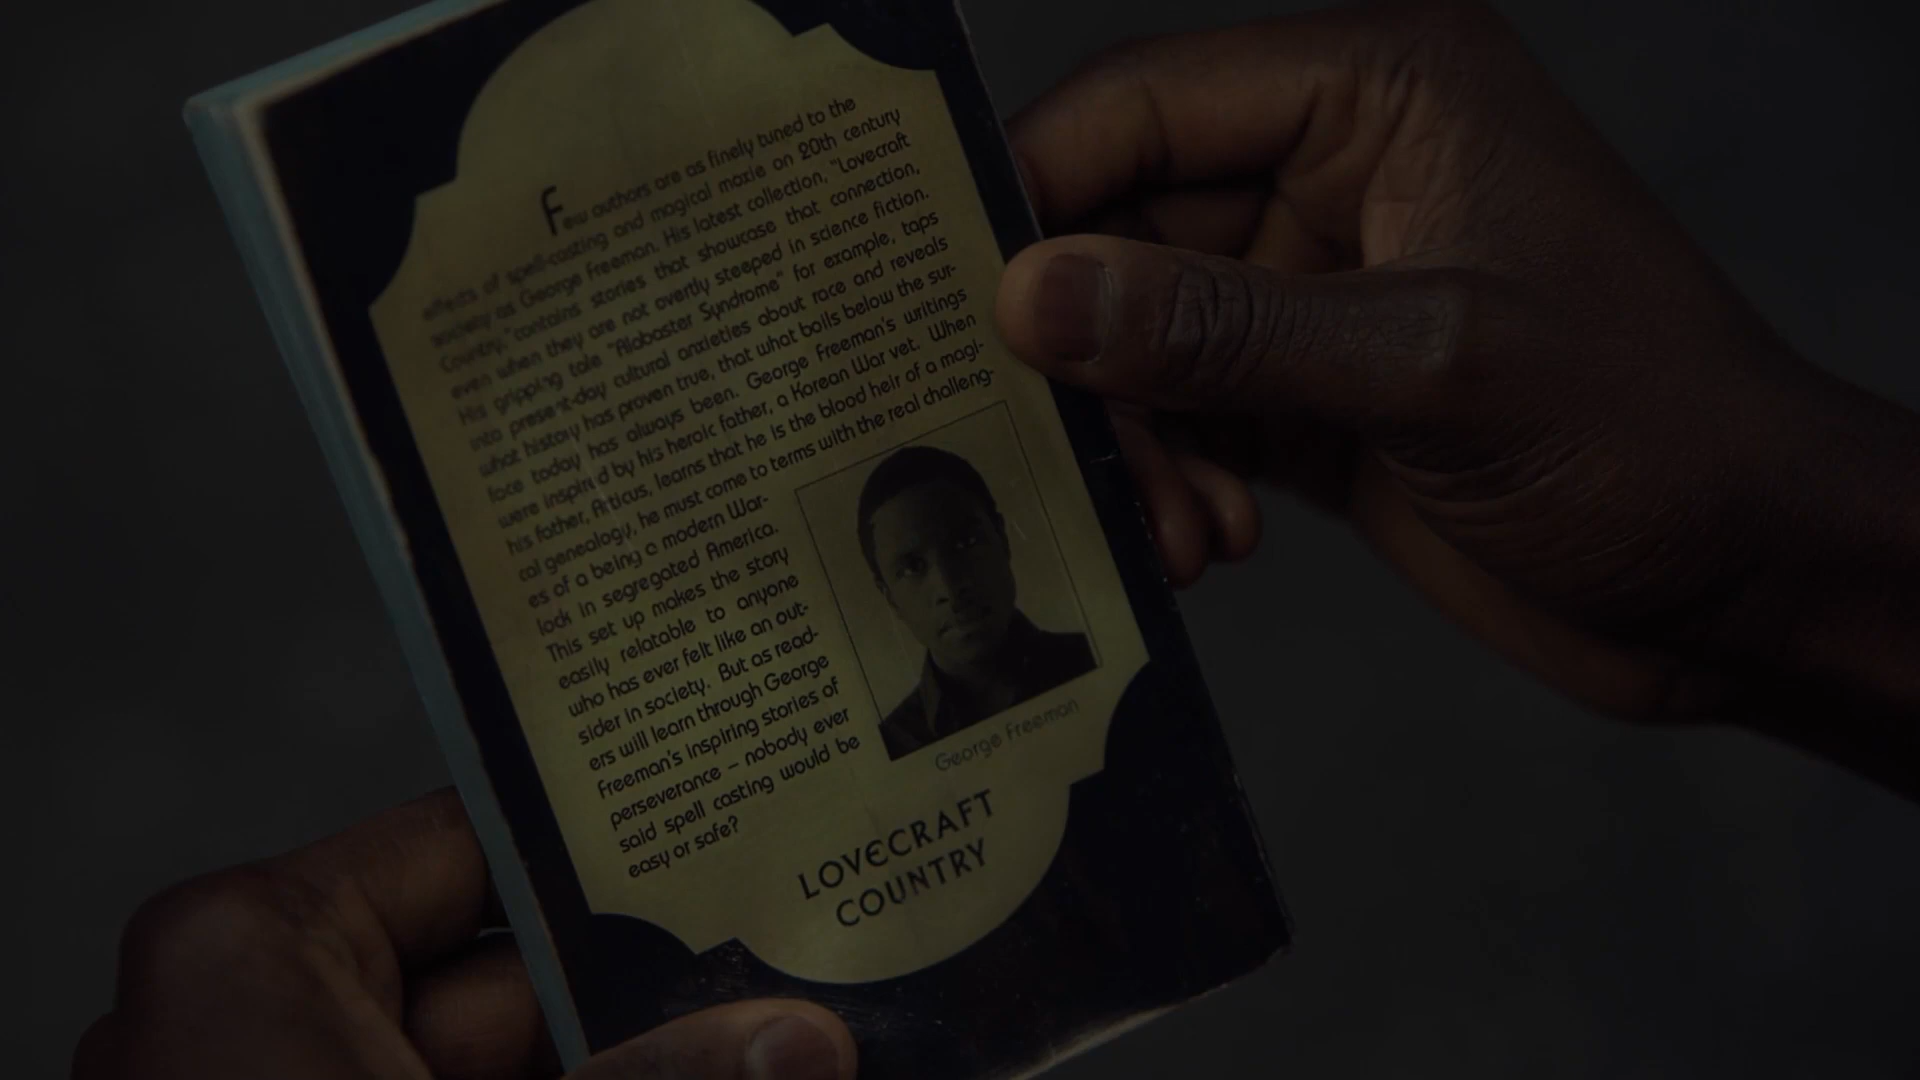 Few authors are as finely tuned to the
effects of spell-casting and magical moxie on 20th century
society as George Freeman. His latest collection, "Lovecraft
Country," contains stories that showcase that connection,
even when they are not overtly steeped in science fiction.
His gripping tale "Alabaster Syndrome" for example, taps
into present-day cultural anxieties about race and reveals
what history has proven true, that what boils below the sur-
face today has always been. George Freeman's writings
were inspired by his heroic father, a Korean War vet. When
his father, Atticus, learns that he is the blood heir of a magi-
cal genealogy, he must come to terms with the real challeng-
es of a being a modern War-
lock in segregated America.
This set up makes the story
easily relatable to anyone
who has ever felt like an out-
sider in society. But as read-
ers will learn through George
Freeman's inspiring stories of
perseverance – nobody ever
said spell casting would be
easy or safe?
George Freeman
LOVECRAFT
COUNTRY